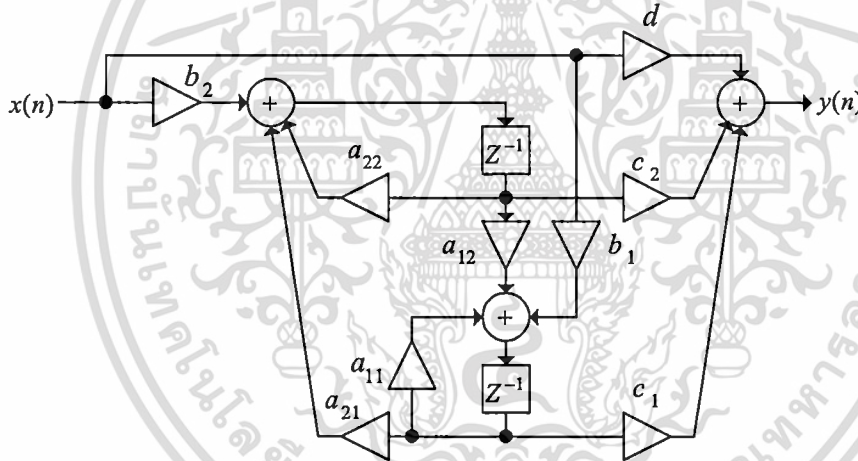 d
b₂
x(n)
+
+
y(n)
Z⁻¹
a₂₂
c₂
a₁₂
b₁
+
a₁₁
Z⁻¹
c₁
a₂₁